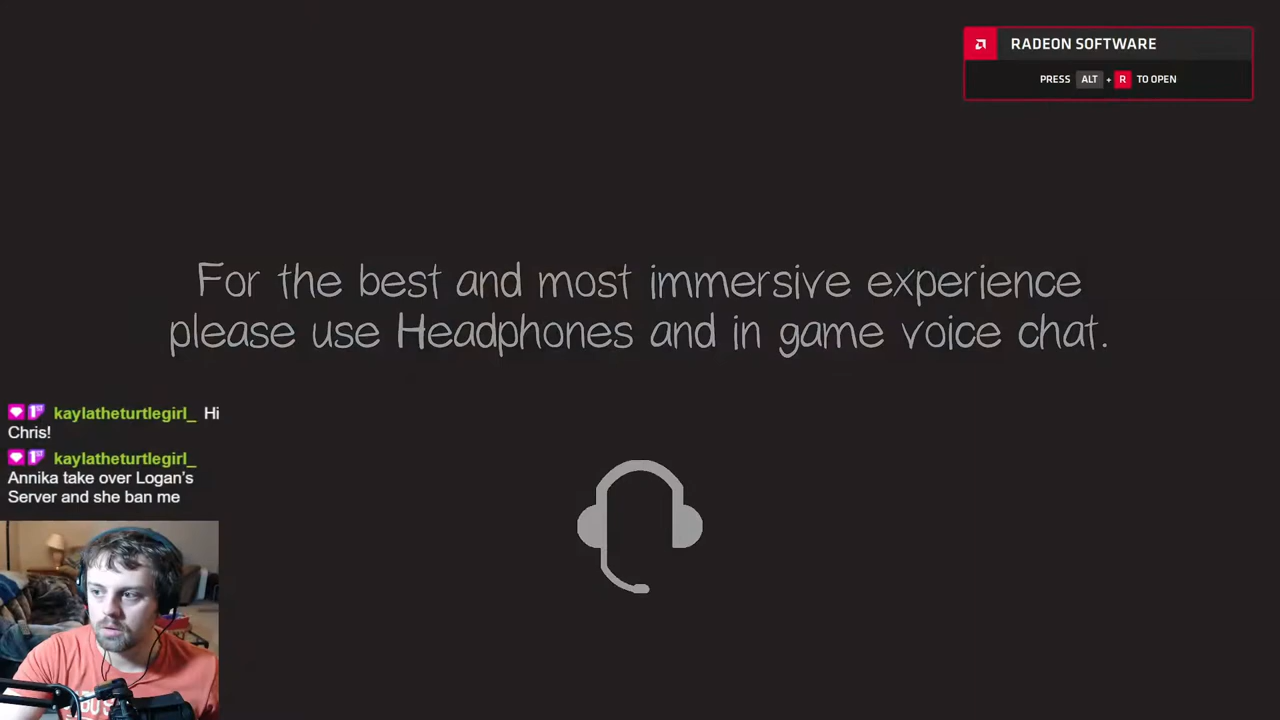 RADEON SOFTWARE
PRESS ALT + R TO OPEN
For the best and most immersive experience
please use Headphones and in game voice chat.
kaylatheturtlegirl_ Hi
Chris!
kaylatheturtlegirl_
Annika take over Logan's
Server and she ban me